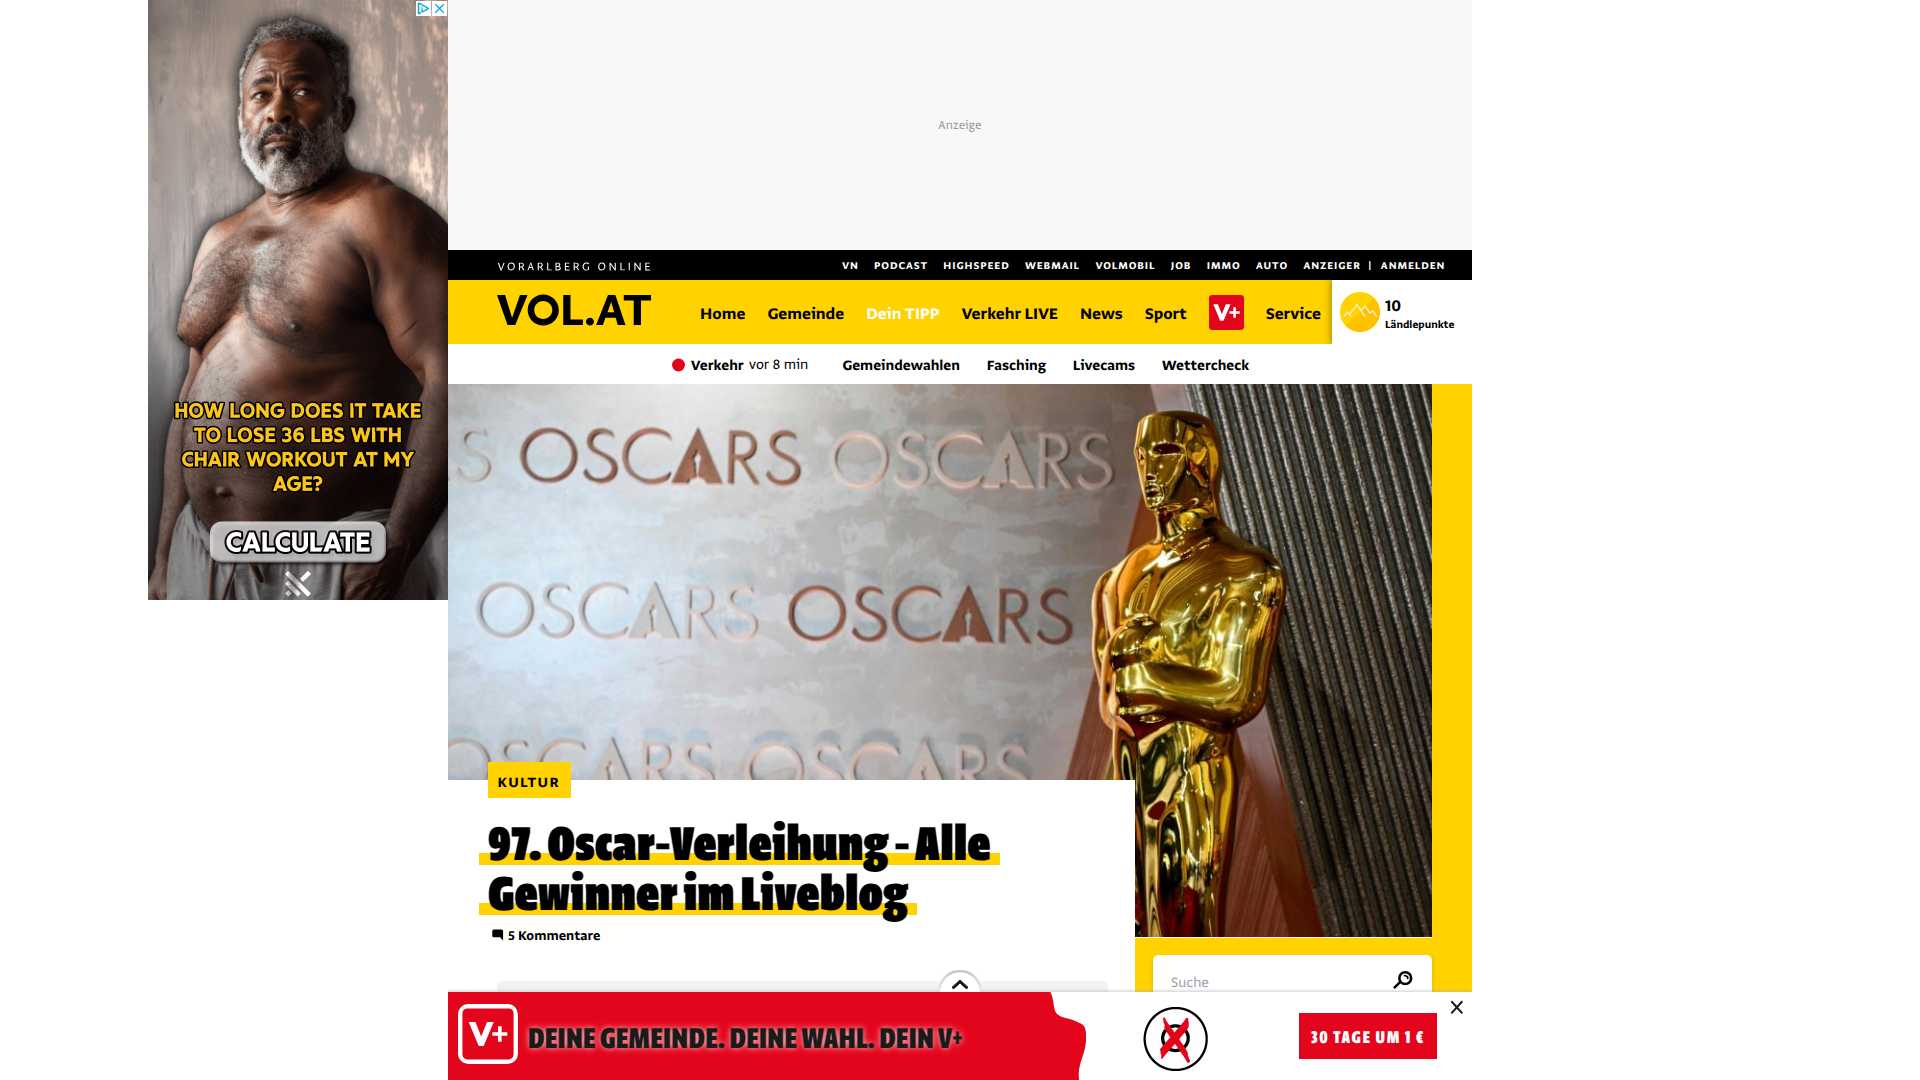 HOW LONG DOES IT TAKE
TO LOSE 36 LBS WITH
CHAIR WORKOUT AT MY
AGE?
CALCULATE
Anzeige
VORARLBERG ONLINE
VN PODCAST HIGHSPEED WEBMAIL VOLMOBIL JOB IMMO AUTO ANZEIGER | ANMELDEN
VOL.AT
Home Gemeinde Dein TIPP Verkehr LIVE News Sport V+ Service
10
Ländlepunkte
Verkehr vor 8 min Gemeindewahlen Fasching Livecams Wettercheck
S OSCARS OSCARS
OSCARS OSCARS
OSCARS OSCARS
KULTUR
97. Oscar-Verleihung - Alle
Gewinner im Liveblog
5 Kommentare
Suche
V+ DEINE GEMEINDE. DEINE WAHL. DEIN V+
30 TAGE UM 1 €